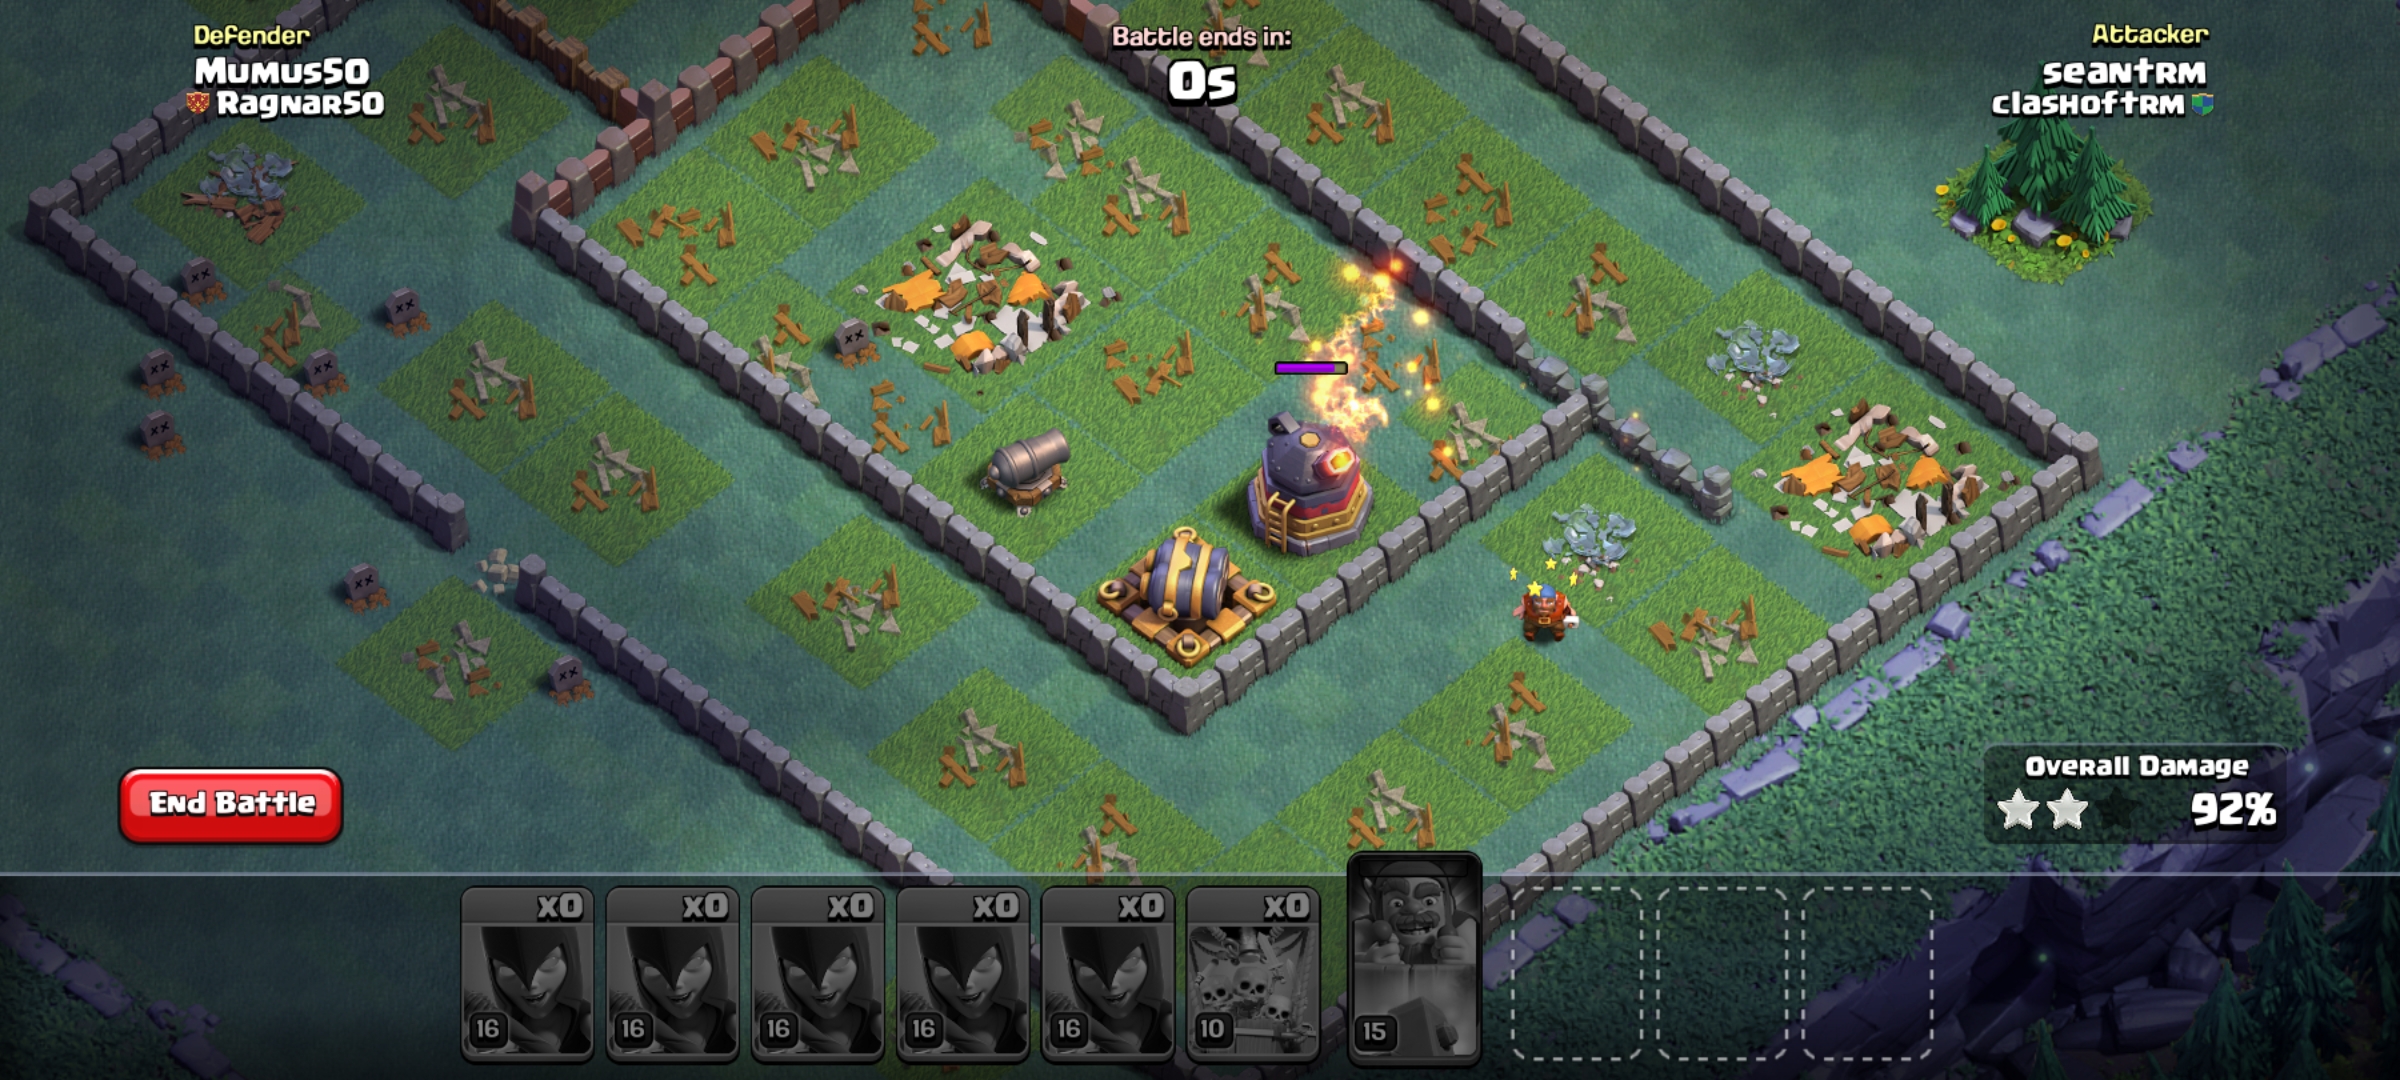 Defender
Mumus50
Ragnar50
Battle ends in:
0s
Attacker
seantRM
clashoftRM
End Battle
Overall Damage
92%
x0
x0
x0
x0
x0
x0
16
16
16
16
16
10
15